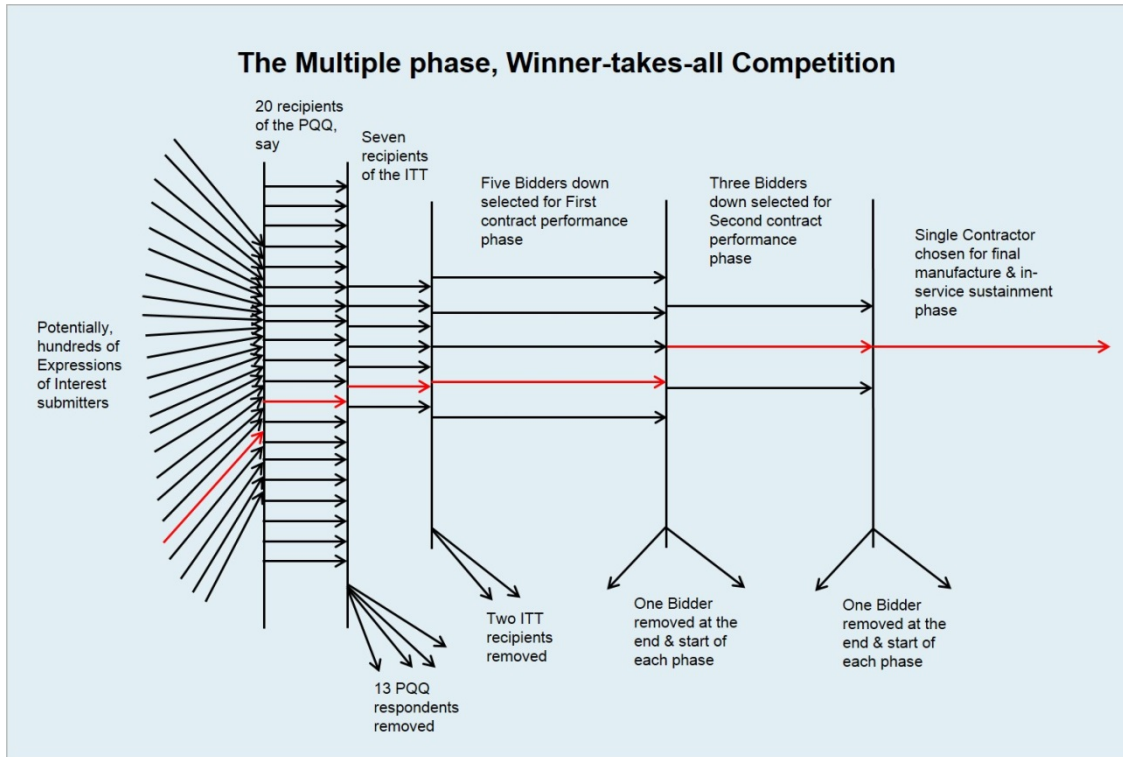 The Multiple phase, Winner-takes-all Competition
20 recipients
of the PQQ,
say
Seven
recipients
of the ITT
Five Bidders down
selected for First
contract performance
phase
Three Bidders
down selected for
Second contract
performance
phase
Single Contractor
chosen for final
manufacture & in-
service sustainment
phase
Potentially,
hundreds of
Expressions
of Interest
submitters
13 PQQ
respondents
removed
Two ITT
recipients
removed
One Bidder
removed at the
end & start of
each phase
One Bidder
removed at the
end & start of
each phase